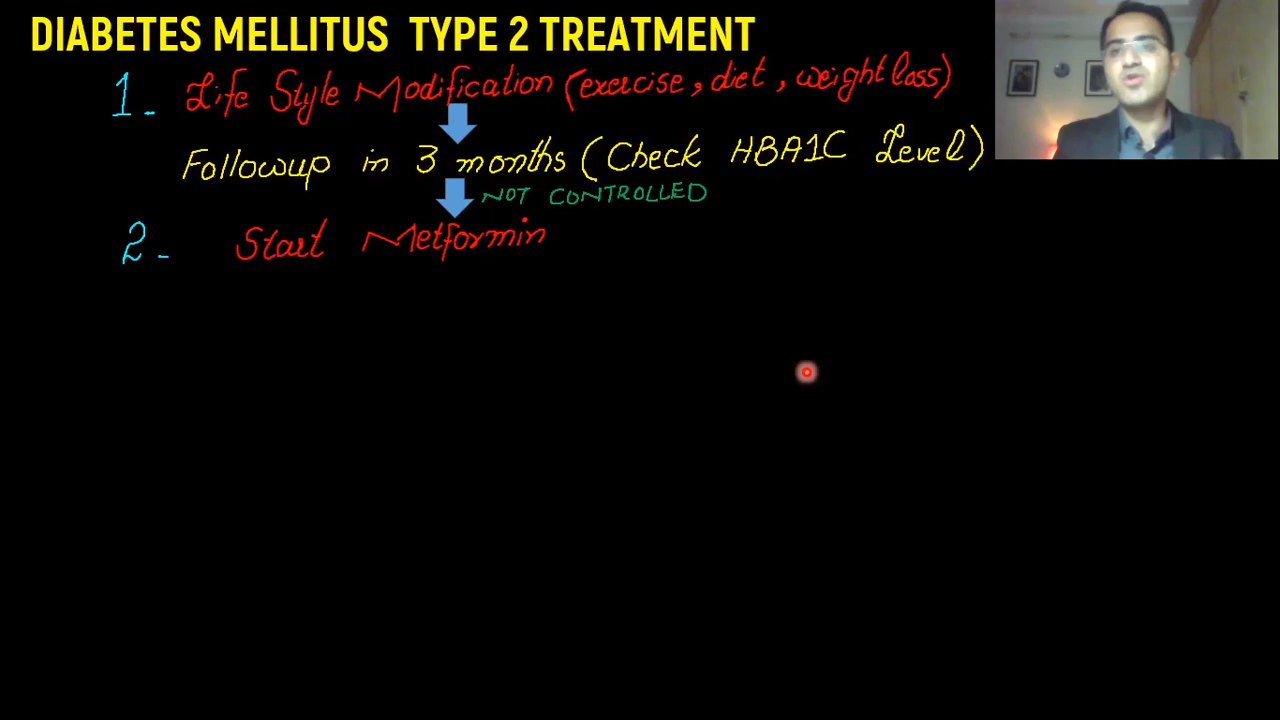 DIABETES MELLITUS TYPE 2 TREATMENT
1- Life Style Modification (exercise, diet, weight loss)
Followup in 3 months (Check HBA1C Level)
NOT CONTROLLED
2- Start Metformin